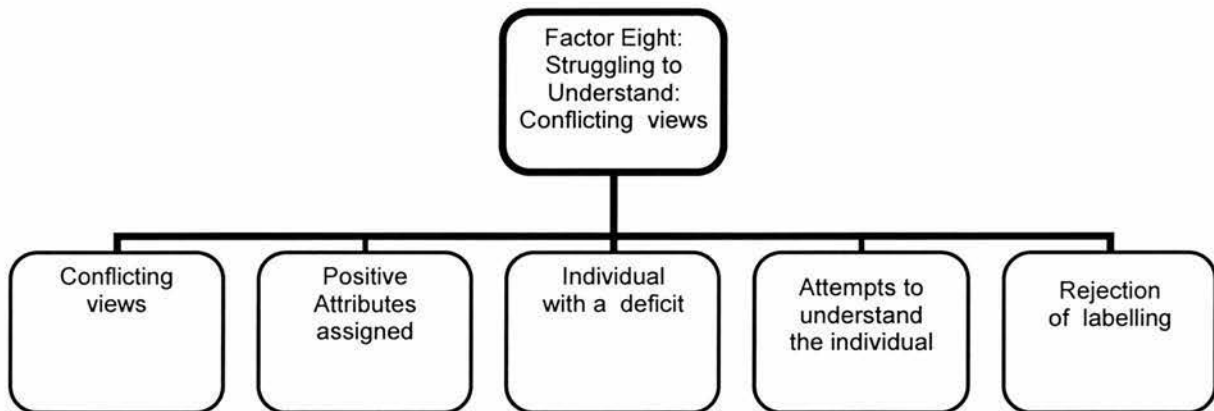 Factor Eight:
Struggling to
Understand:
Conflicting views
Conflicting
views
Positive
Attributes
assigned
Individual
with a deficit
Attempts to
understand
the individual
Rejection
of labelling